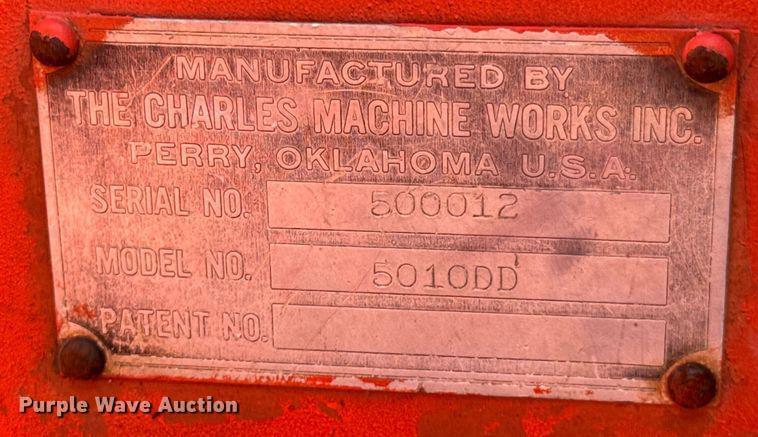 MANUFACTURED BY
THE CHARLES MACHINE WORKS INC.
PERRY, OKLAHOMA U.S.A.
SERIAL NO. 500012
MODEL NO. 5010DD
PATENT NO.
Purple Wave Auction